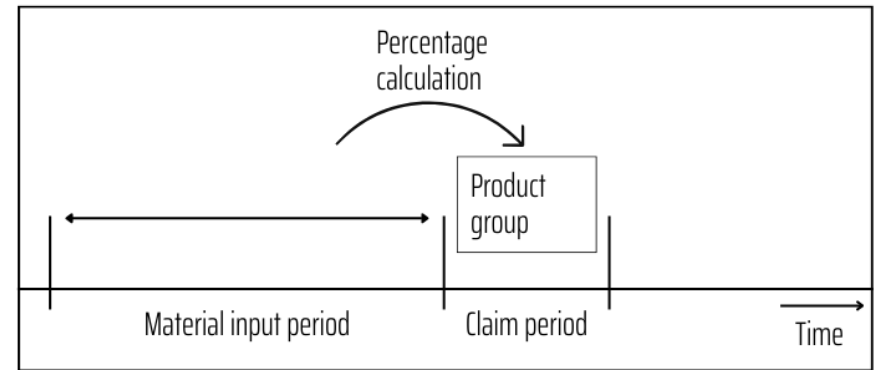 Percentage
calculation
Product
group
Material input period
Claim period
Time